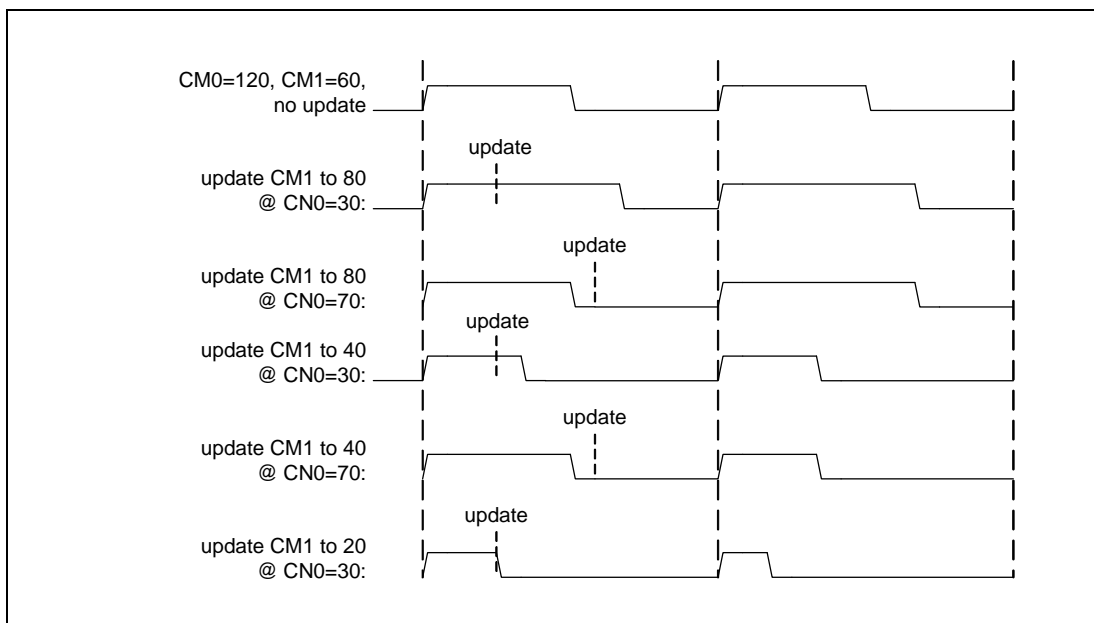 CM0=120, CM1=60,
no update
update
update CM1 to 80
@ CN0=30:
update
update CM1 to 80
@ CN0=70:
update
update CM1 to 40
@ CN0=30:
update
update CM1 to 40
@ CN0=70:
update
update CM1 to 20
@ CN0=30: